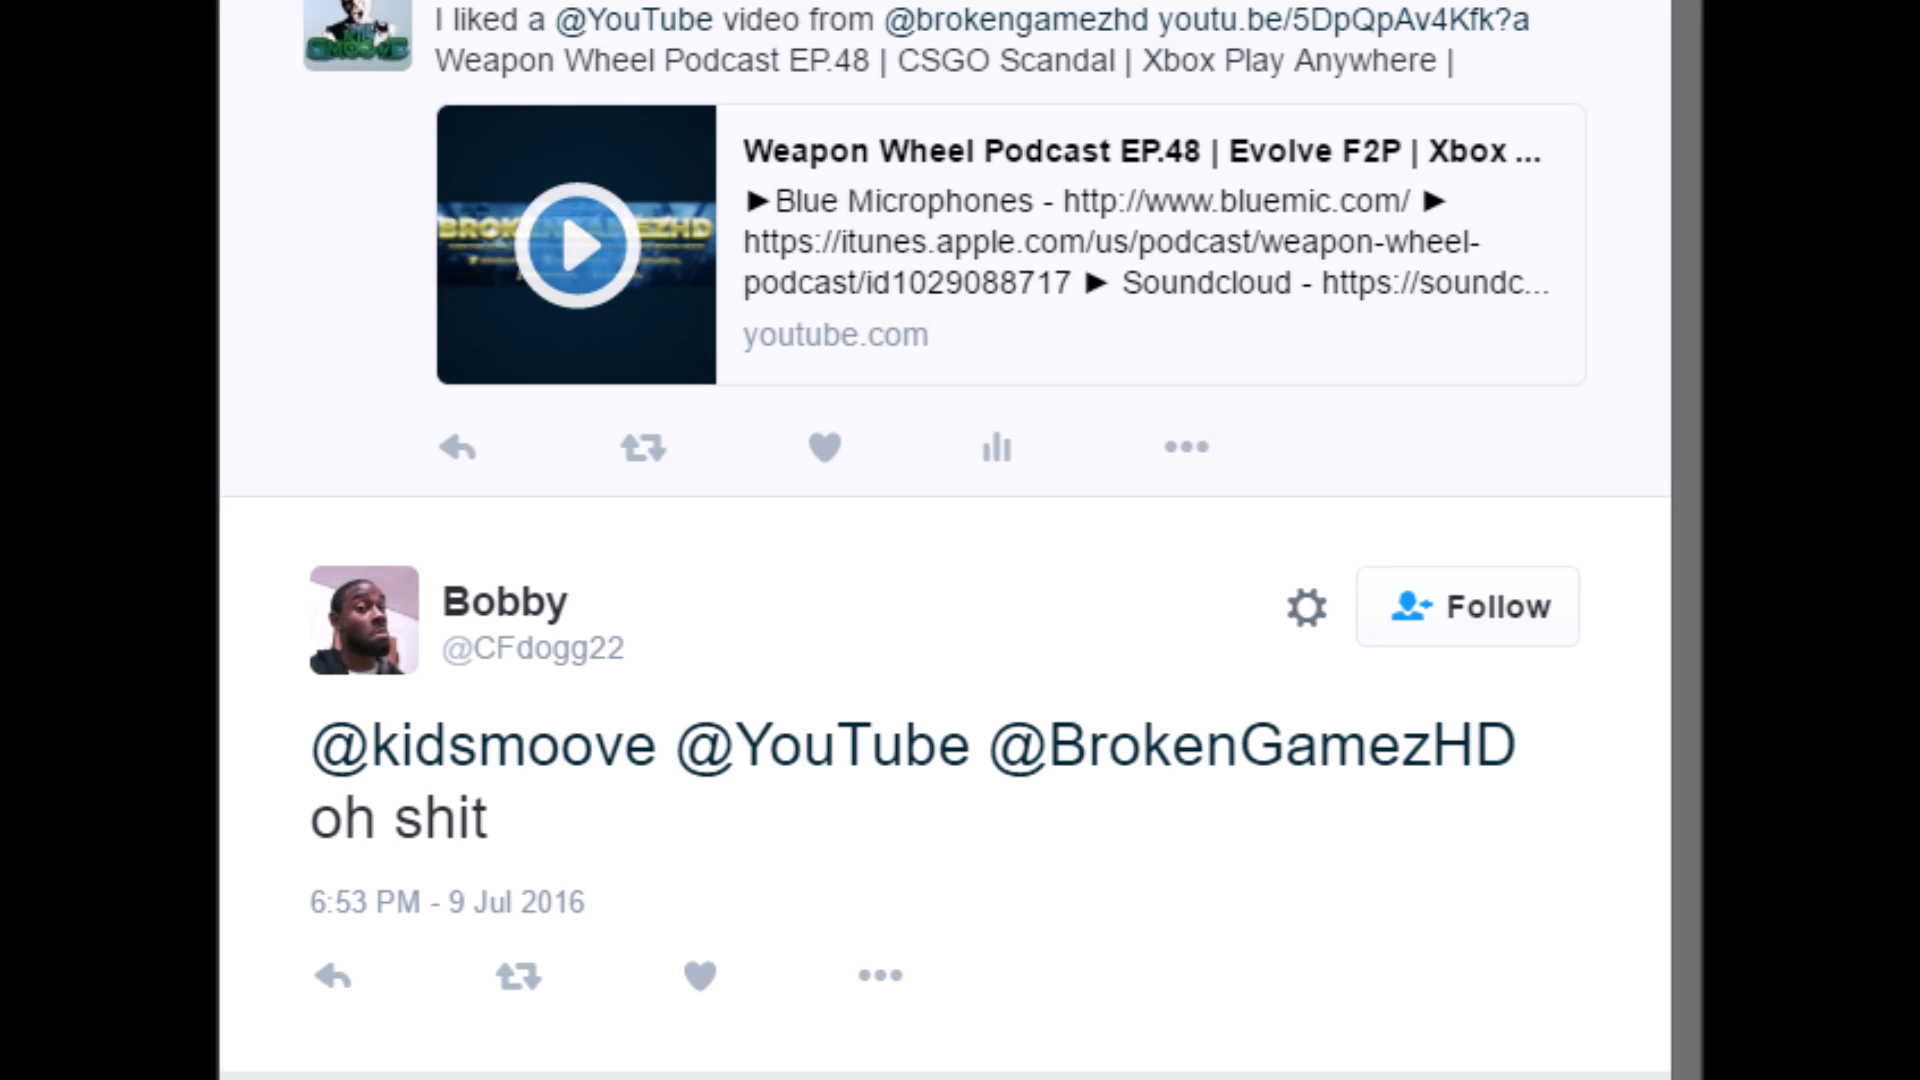 I liked a @YouTube video from @brokengamezhd youtu.be/5DpQpAv4Kfk?a
Weapon Wheel Podcast EP.48 | CSGO Scandal | Xbox Play Anywhere |
Weapon Wheel Podcast EP.48 | Evolve F2P | Xbox ...
►Blue Microphones - http://www.bluemic.com/ ►
https://itunes.apple.com/us/podcast/weapon-wheel-
podcast/id1029088717 ► Soundcloud - https://soundc...
youtube.com
Bobby
@CFdogg22
Follow
@kidsmoove @YouTube @BrokenGamezHD
oh shit
6:53 PM - 9 Jul 2016